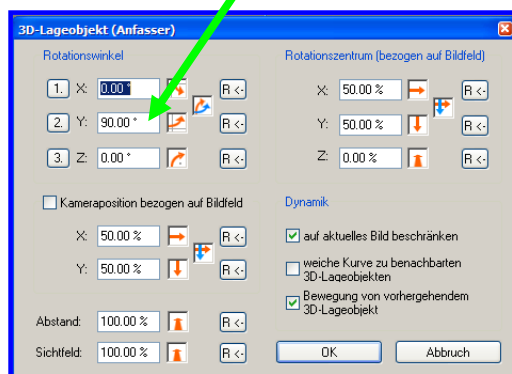 3D-Lageobjekt (Anfasser)
Rotationswinkel
1. X: 0.00 ° R <-
2. Y: 90.00 ° R <-
3. Z: 0.00 ° R <-
Kameraposition bezogen auf Bildfeld
X: 50.00 % R <-
Y: 50.00 % R <-
Abstand: 100.00 % R <-
Sichtfeld: 100.00 % R <-
Rotationszentrum (bezogen auf Bildfeld)
X: 50.00 % R <-
Y: 50.00 % R <-
Z: 0.00 % R <-
Dynamik
auf aktuelles Bild beschränken
weiche Kurve zu benachbarten
3D-Lageobjekten
Bewegung von vorhergehendem
3D-Lageobjekt
OK Abbruch